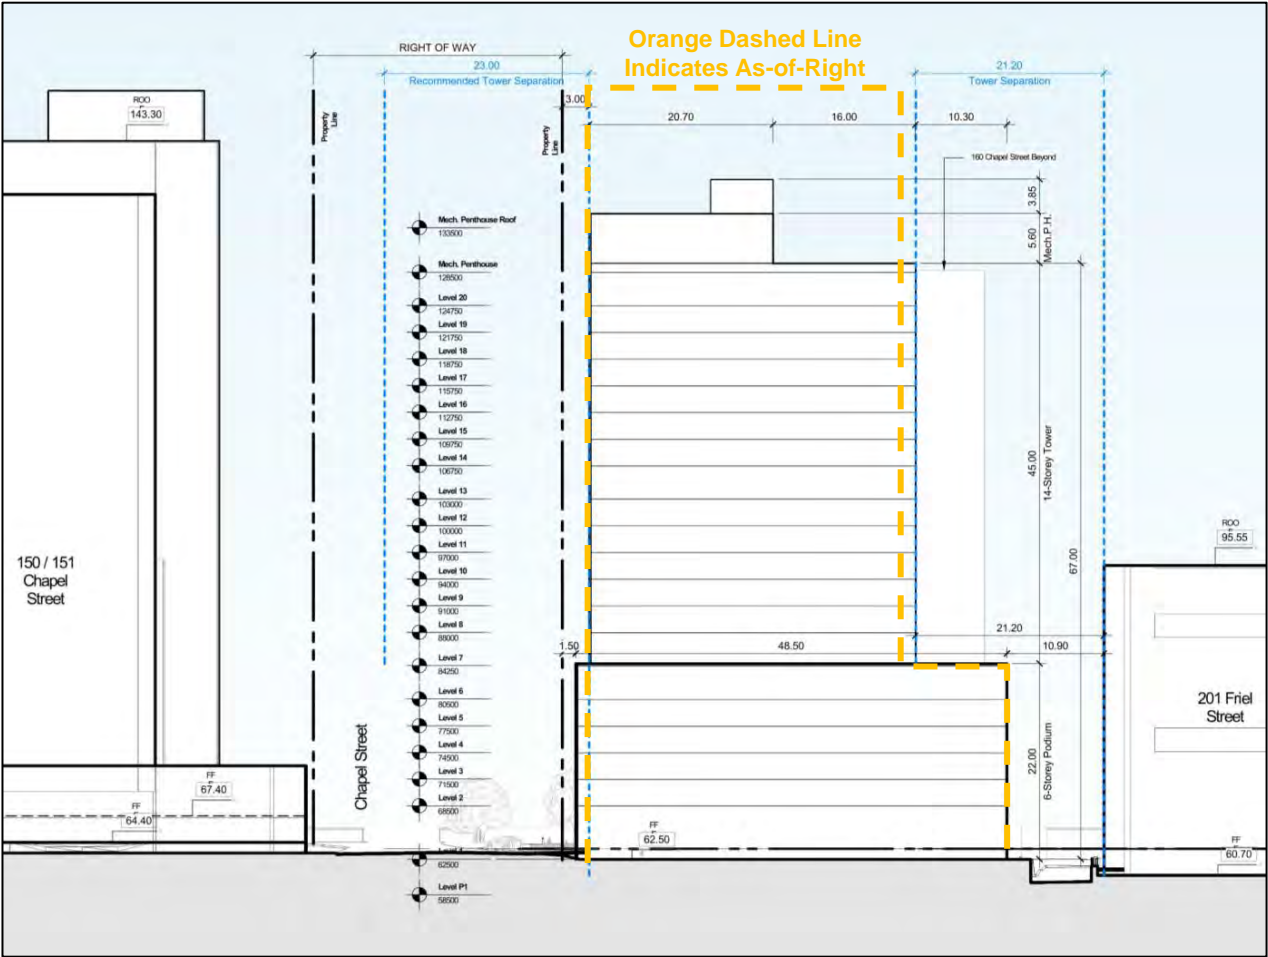 Orange Dashed Line
Indicates As-of-Right
RIGHT OF WAY
23.00
Recommended Tower Separation
21.20
Tower Separation
3.00
20.70
16.00
10.30
ROO
143.30
Property
Line
Property
Line
160 Chapel Street Beyond
3.85
5.60
Mech.P.H.
Mech. Penthouse Roof
133500
Mech. Penthouse
128500
Level 20
124750
Level 19
121750
Level 18
118750
Level 17
115750
Level 16
112750
Level 15
109750
Level 14
106750
Level 13
103000
Level 12
100000
Level 11
97000
Level 10
94000
Level 9
91000
Level 8
88000
Level 7
84250
Level 6
80500
Level 5
77500
Level 4
74500
Level 3
71500
Level 2
68500
62500
Level P1
58500
45.00
14-Storey Tower
67.00
ROO
95.55
150 / 151
Chapel
Street
21.20
1.50
48.50
10.90
201 Friel
Street
Chapel Street
22.00
6-Storey Podium
FF
67.40
FF
64.40
FF
62.50
FF
60.70